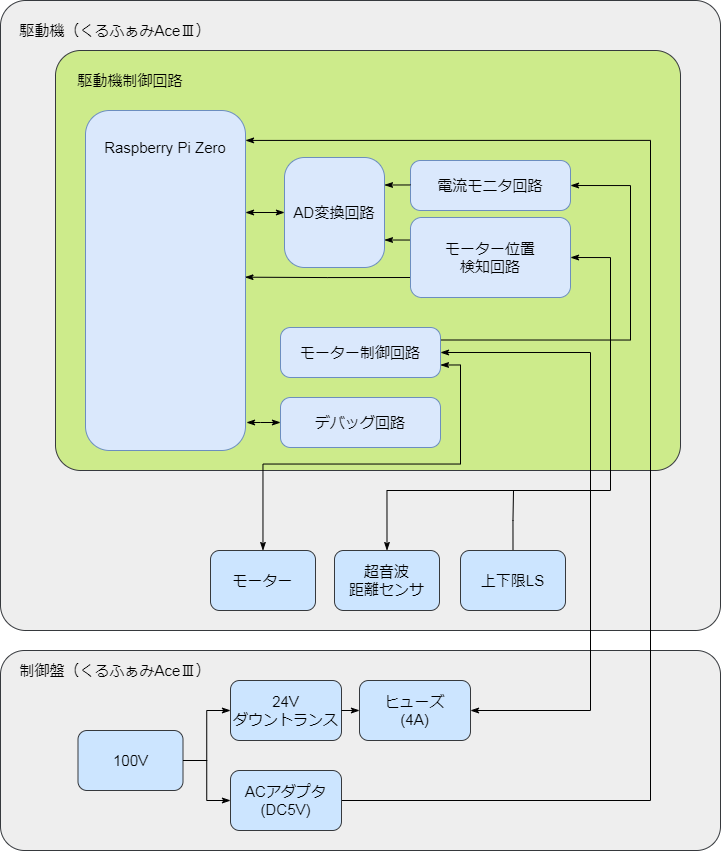 駆動機（くるふぁみAceⅢ）
駆動機制御回路
Raspberry Pi Zero
AD変換回路
電流モニタ回路
モーター位置
検知回路
モーター制御回路
デバッグ回路
モーター
超音波
距離センサ
上下限LS
制御盤（くるふぁみAceⅢ）
100V
24V
ダウントランス
ヒューズ
(4A)
ACアダプタ
(DC5V)